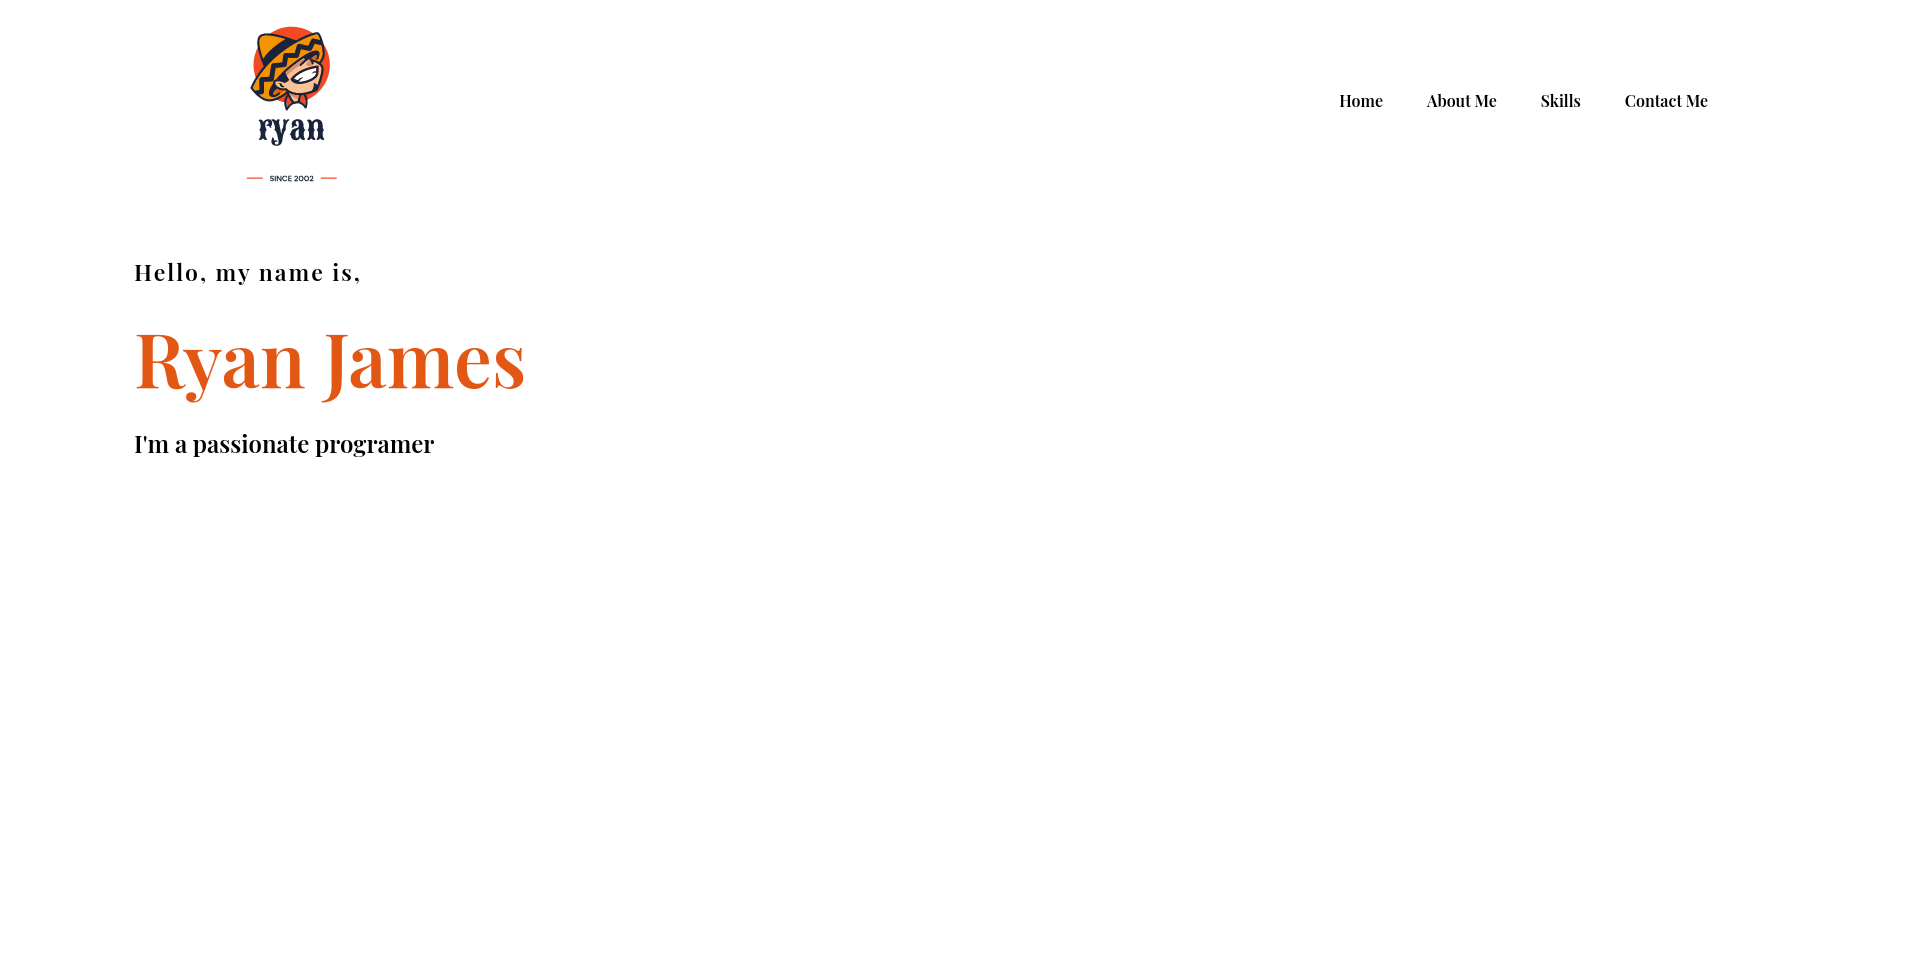 ryan
SINCE 2002
Home About Me Skills Contact Me
Hello, my name is,
Ryan James
I'm a passionate programer